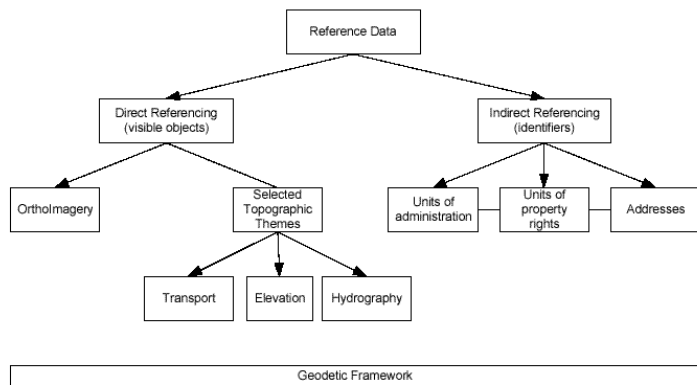 Reference Data
Direct Referencing
(visible objects)
Indirect Referencing
(identifiers)
OrthoImagery
Selected
Topographic
Themes
Units of
administration
Units of
property
rights
Addresses
Transport
Elevation
Hydrography
Geodetic Framework